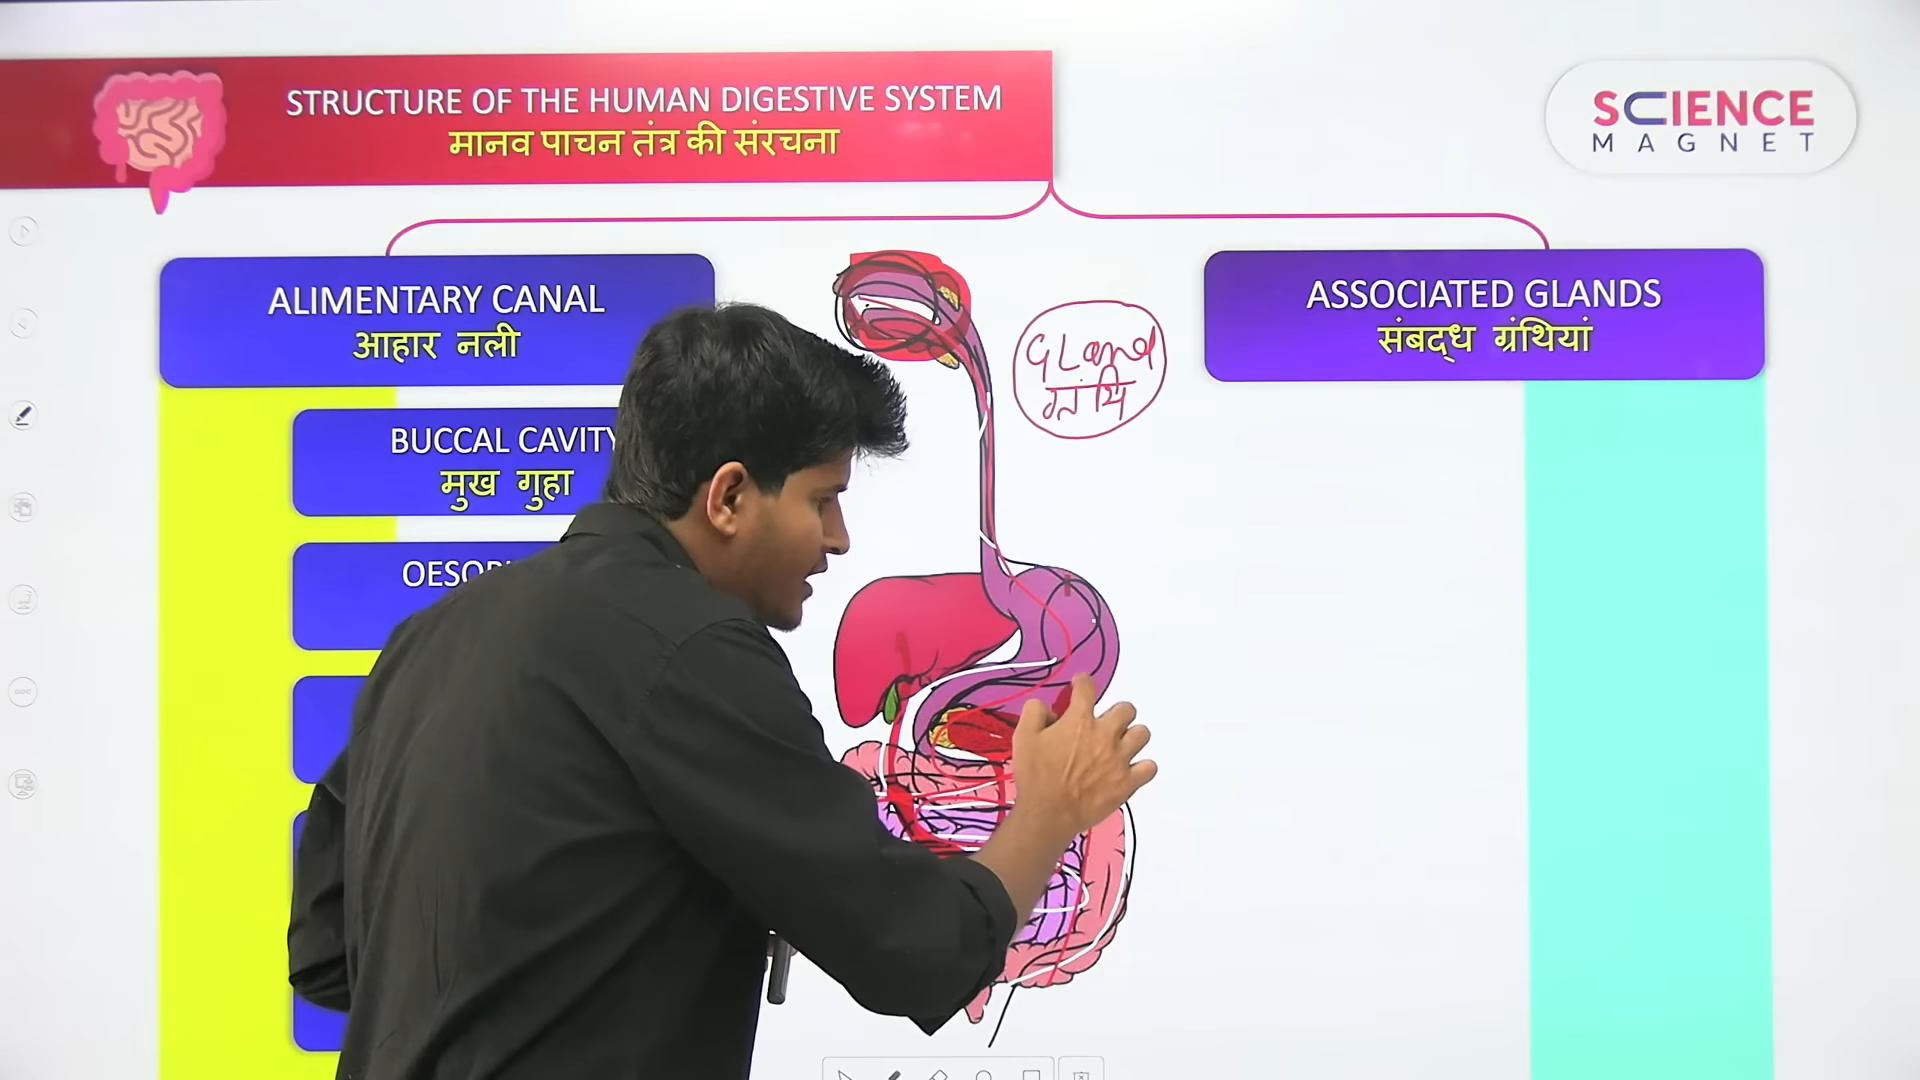 STRUCTURE OF THE HUMAN DIGESTIVE SYSTEM
मानव पाचन तंत्र की संरचना
SCIENCE
MAGNET
ALIMENTARY CANAL
आहार नली
ASSOCIATED GLANDS
संबद्ध ग्रंथियां
GLand
ग्रंथि
BUCCAL CAVITY
मुख गुहा